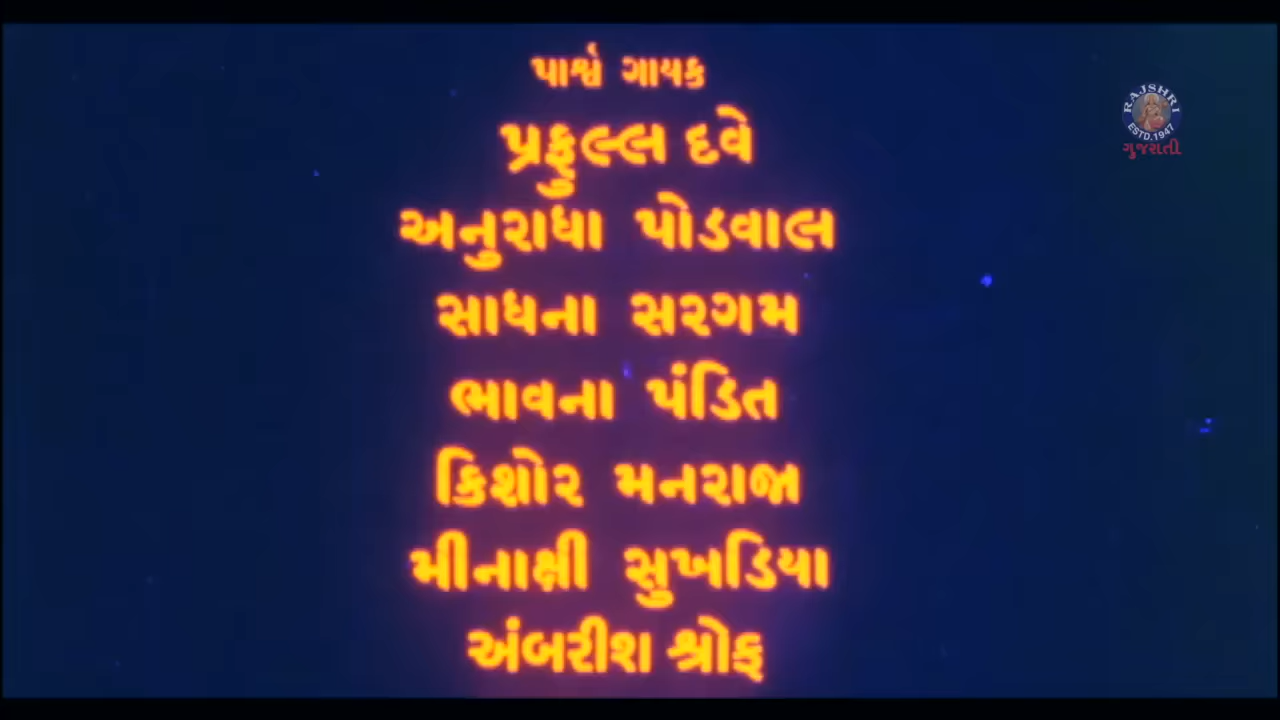 પાર્શ્વ ગાયક
પ્રફુલ્લ દવે
અનુરાધા પોડવાલ
સાધના સરગમ
ભાવના પંડિત
કિશોર મનરાજા
મીનાક્ષી સુખડિયા
અંબરીશ શ્રોફ
RAJSHRI
ESTD.1947
ગુજરાતી